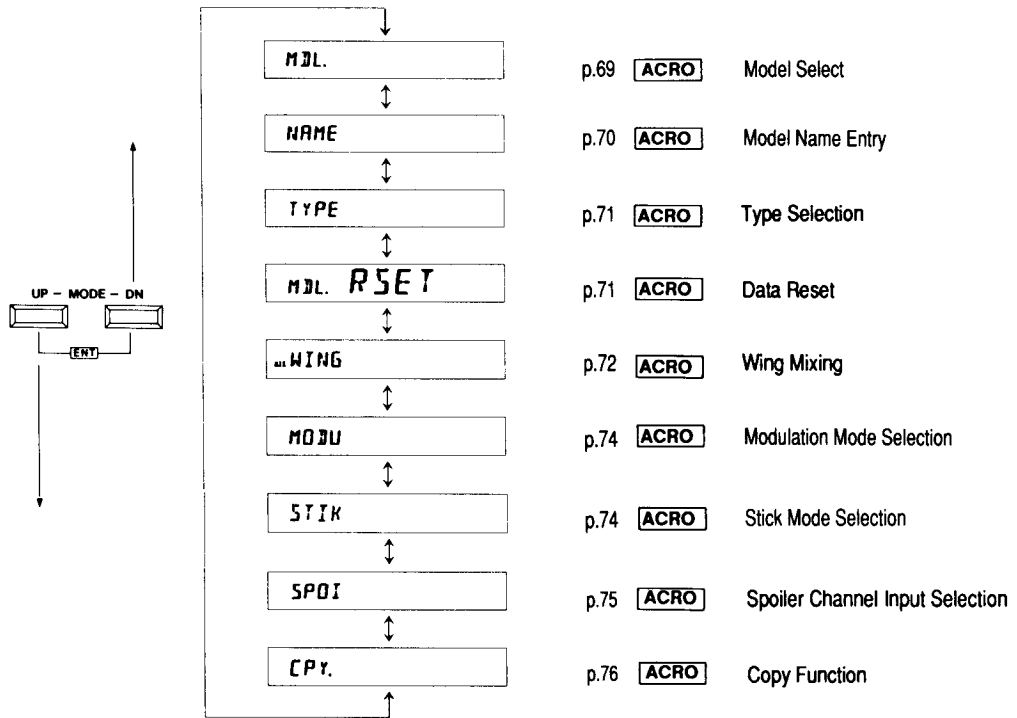 MDL. p.69 ACRO Model Select
NAME p.70 ACRO Model Name Entry
TYPE p.71 ACRO Type Selection
MDL. RSET p.71 ACRO Data Reset
UP - MODE - DN
ENT
WING p.72 ACRO Wing Mixing
MODU p.74 ACRO Modulation Mode Selection
STIK p.74 ACRO Stick Mode Selection
SPOI p.75 ACRO Spoiler Channel Input Selection
CPY. p.76 ACRO Copy Function